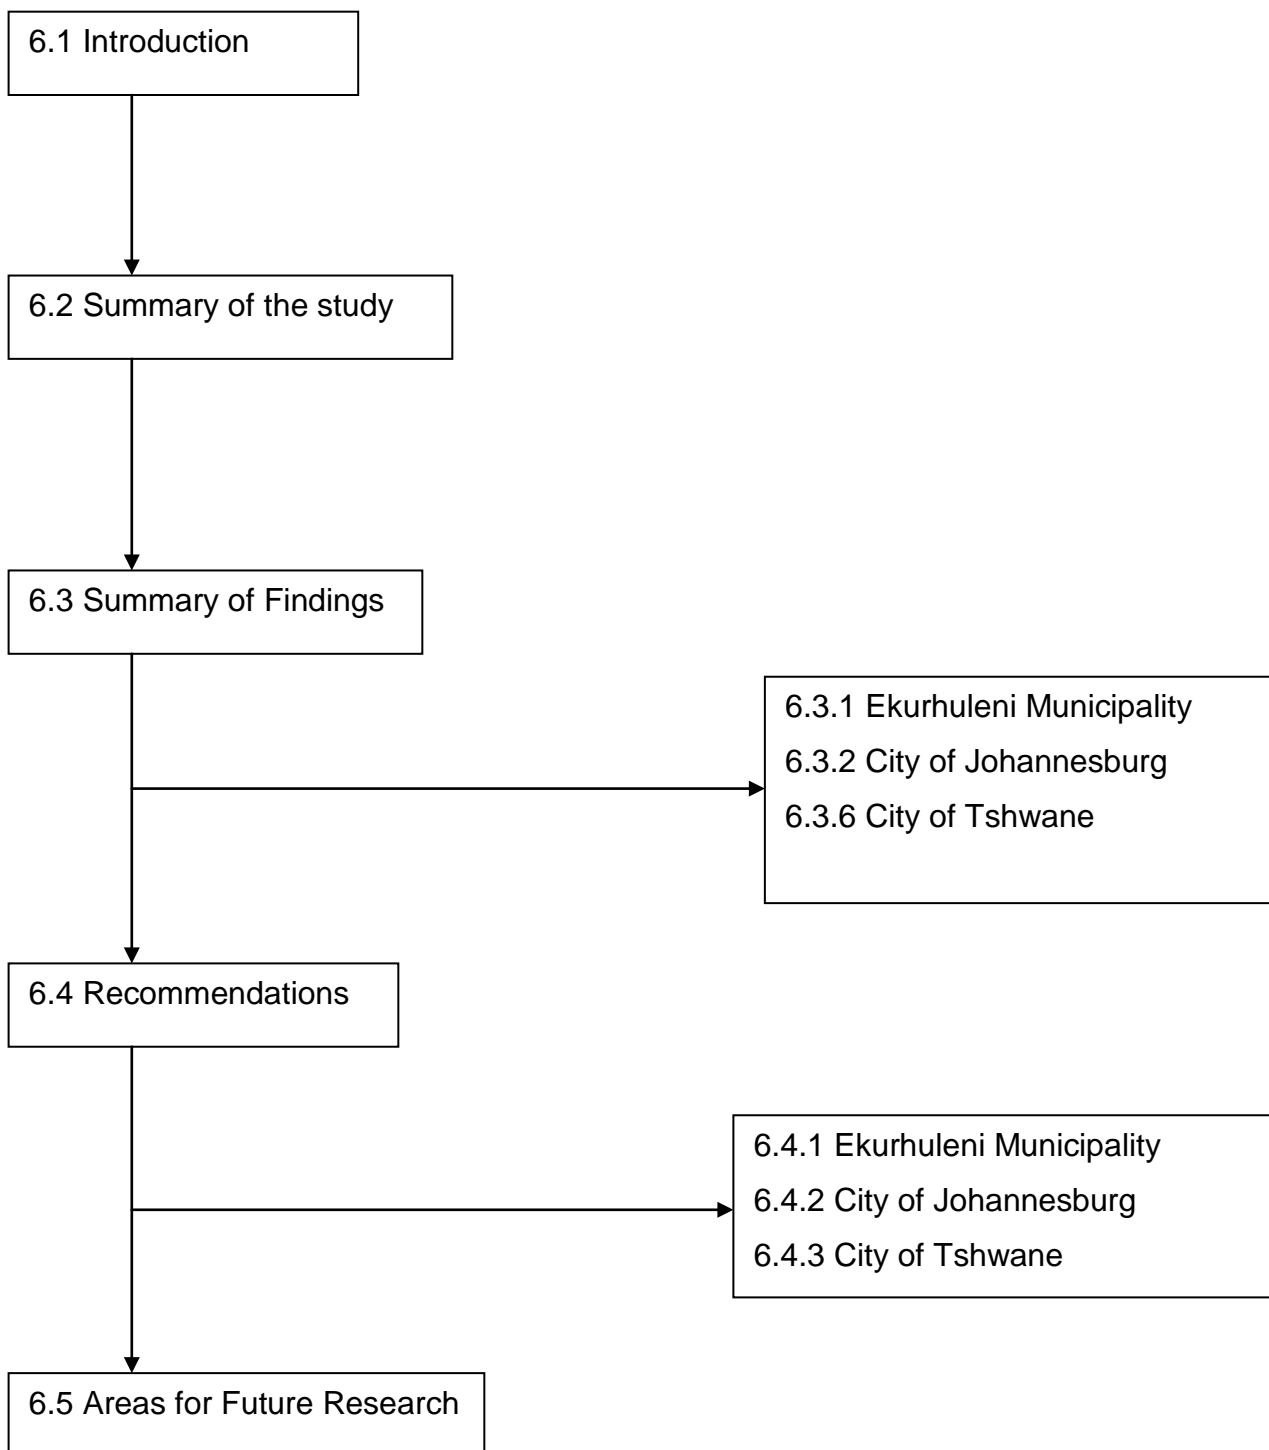 6.1 Introduction
6.2 Summary of the study
6.3 Summary of Findings
6.3.1 Ekurhuleni Municipality
6.3.2 City of Johannesburg
6.3.6 City of Tshwane
6.4 Recommendations
6.4.1 Ekurhuleni Municipality
6.4.2 City of Johannesburg
6.4.3 City of Tshwane
6.5 Areas for Future Research